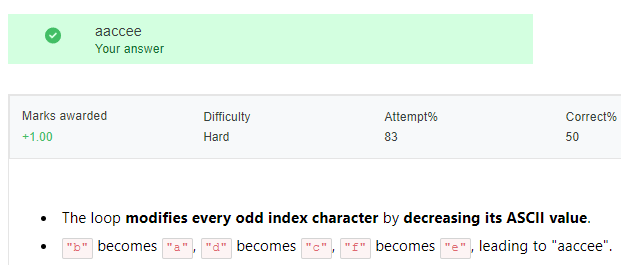 aaccee
Your answer
Marks awarded Difficulty Attempt% Correct%
+1.00 Hard 83 50
• The loop modifies every odd index character by decreasing its ASCII value.
• "b" becomes "a", "d" becomes "c", "f" becomes "e", leading to "aaccee".